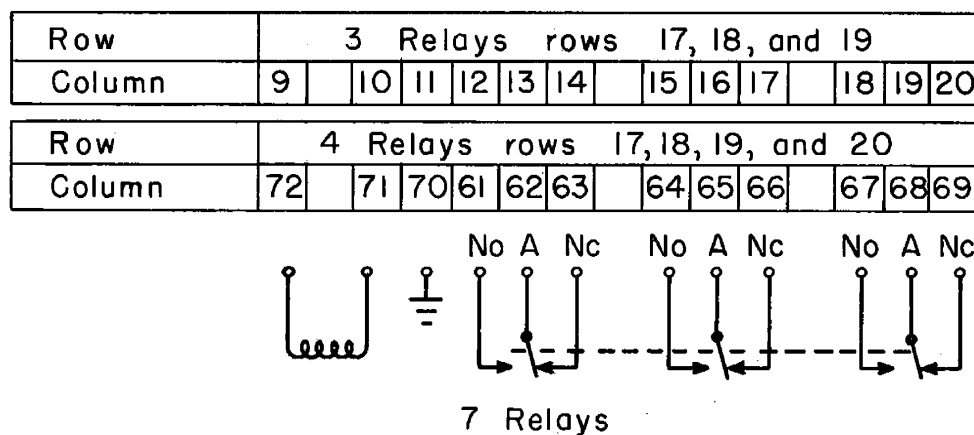 Row 3 Relays rows 17, 18, and 19
Column 9 10 11 12 13 14 15 16 17 18 19 20
Row 4 Relays rows 17, 18, 19, and 20
Column 72 71 70 61 62 63 64 65 66 67 68 69
No A Nc No A Nc No A Nc
7 Relays